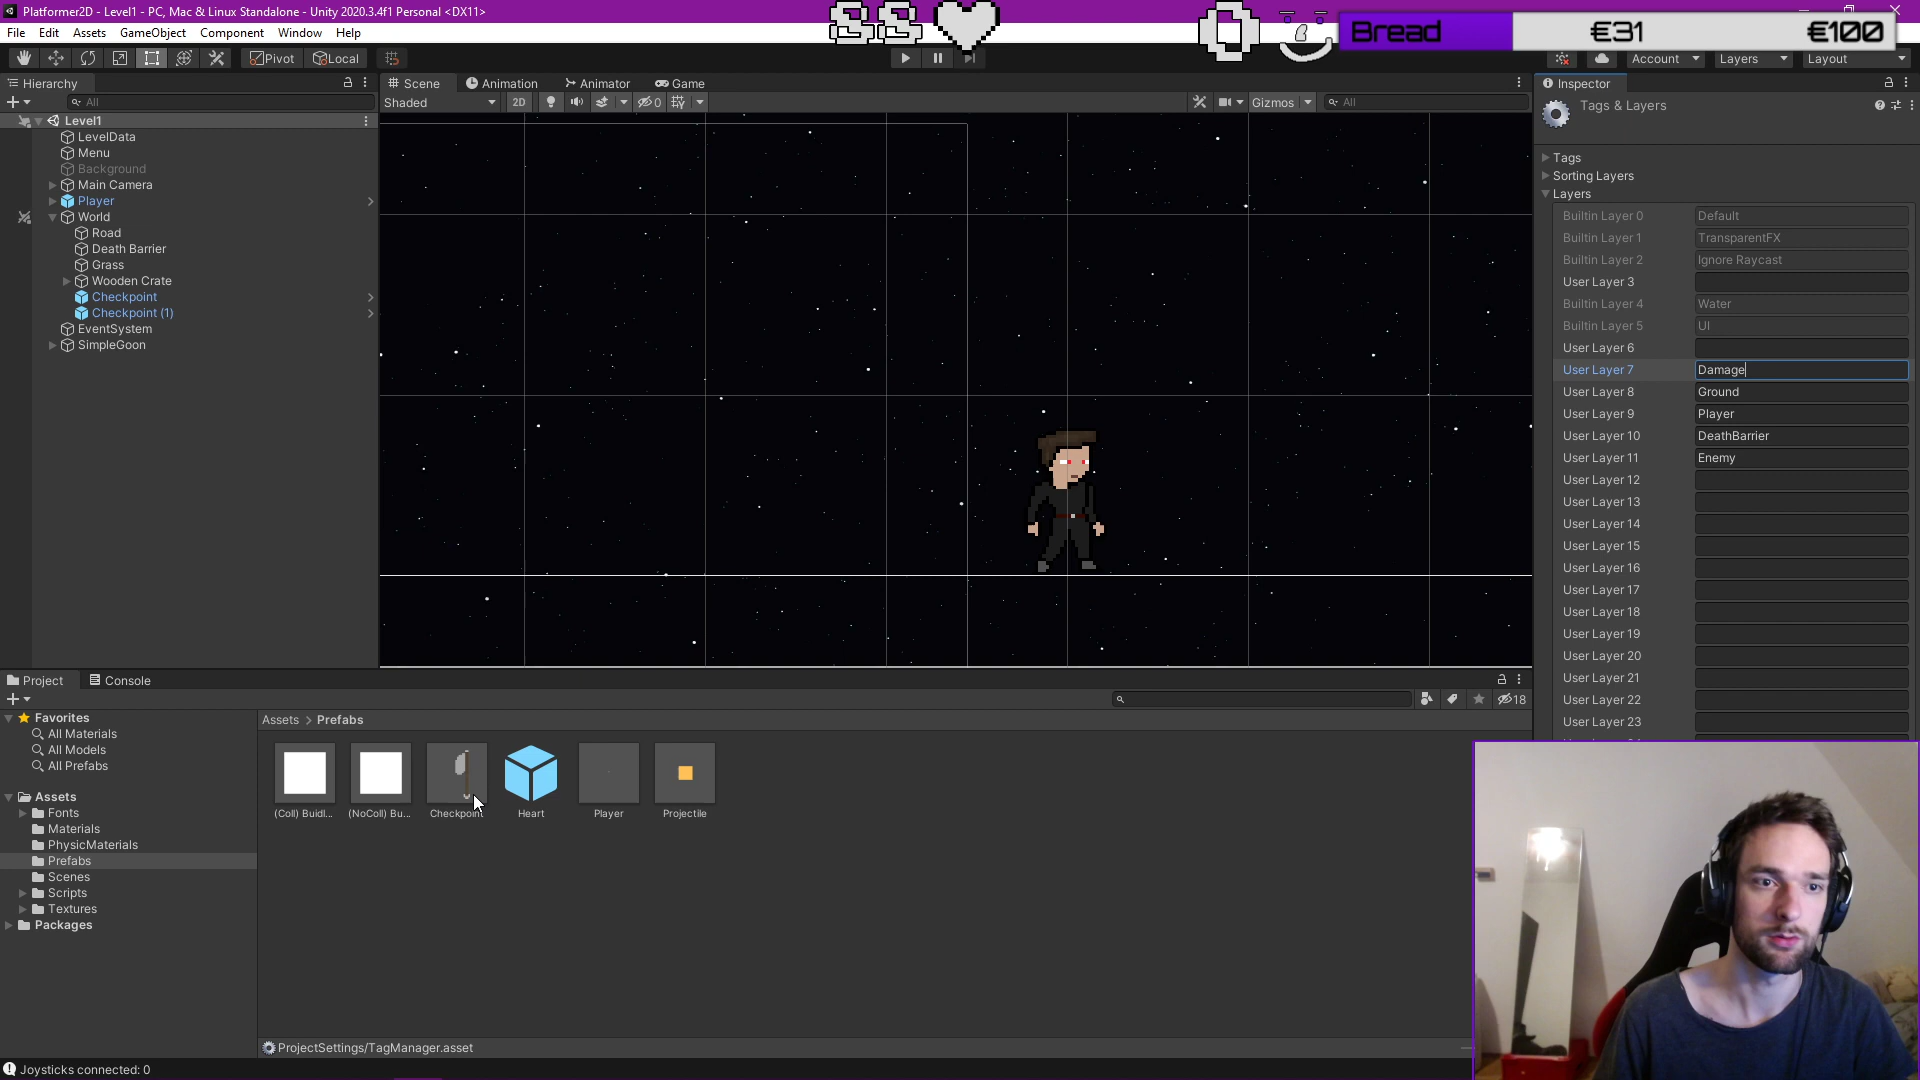 Platformer2D - Level1 - PC, Mac & Linux Standalone - Unity 2020.3.4f1 Personal <DX11>
File Edit Assets GameObject Component Window Help
SS
Bread €31 €100
Pivot Local
Account Layers Layout
Hierarchy
Scene Animation Animator Game
Inspector
All
Shaded 2D 0 Gizmos All
Tags & Layers
Level1
LevelData
Menu
Background
Main Camera
Player
World
Road
Death Barrier
Grass
Wooden Crate
Checkpoint
Checkpoint (1)
EventSystem
SimpleGoon
Tags
Sorting Layers
Layers
Builtin Layer 0 Default
Builtin Layer 1 TransparentFX
Builtin Layer 2 Ignore Raycast
User Layer 3
Builtin Layer 4 Water
Builtin Layer 5 UI
User Layer 6
User Layer 7 Damage
User Layer 8 Ground
User Layer 9 Player
User Layer 10 DeathBarrier
User Layer 11 Enemy
User Layer 12
User Layer 13
User Layer 14
User Layer 15
User Layer 16
User Layer 17
User Layer 18
User Layer 19
User Layer 20
User Layer 21
User Layer 22
User Layer 23
Project Console
18
Favorites
All Materials
All Models
All Prefabs
Assets
Fonts
Materials
PhysicMaterials
Prefabs
Scenes
Scripts
Textures
Packages
Assets > Prefabs
(Coll) Buidl... (NoColl) Bu... Checkpoint Heart Player Projectile
ProjectSettings/TagManager.asset
Joysticks connected: 0